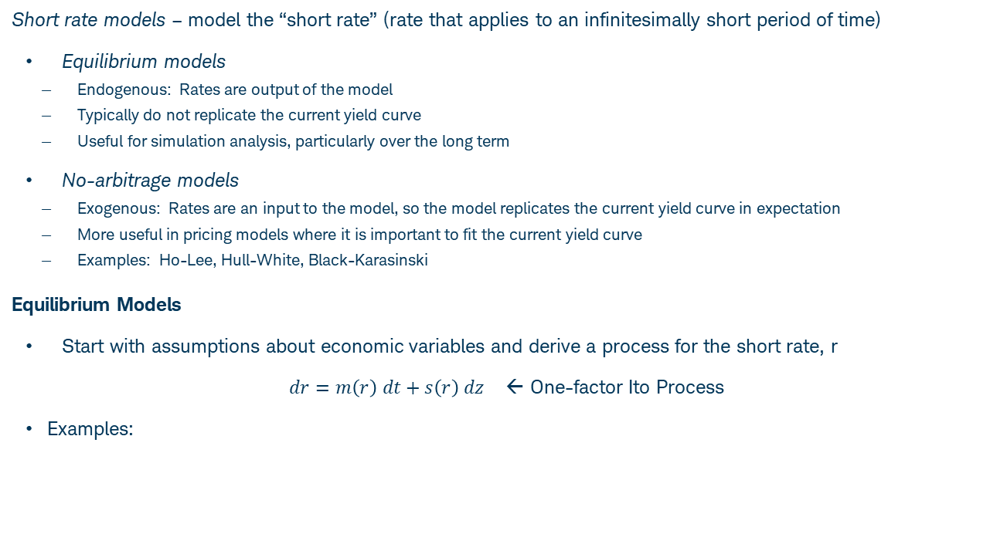 Short rate models – model the “short rate” (rate that applies to an infinitesimally short period of time)
• Equilibrium models
– Endogenous: Rates are output of the model
– Typically do not replicate the current yield curve
– Useful for simulation analysis, particularly over the long term
• No-arbitrage models
– Exogenous: Rates are an input to the model, so the model replicates the current yield curve in expectation
– More useful in pricing models where it is important to fit the current yield curve
– Examples: Ho-Lee, Hull-White, Black-Karasinski
Equilibrium Models
• Start with assumptions about economic variables and derive a process for the short rate, r
dr = m(r) dt + s(r) dz ← One-factor Ito Process
• Examples: